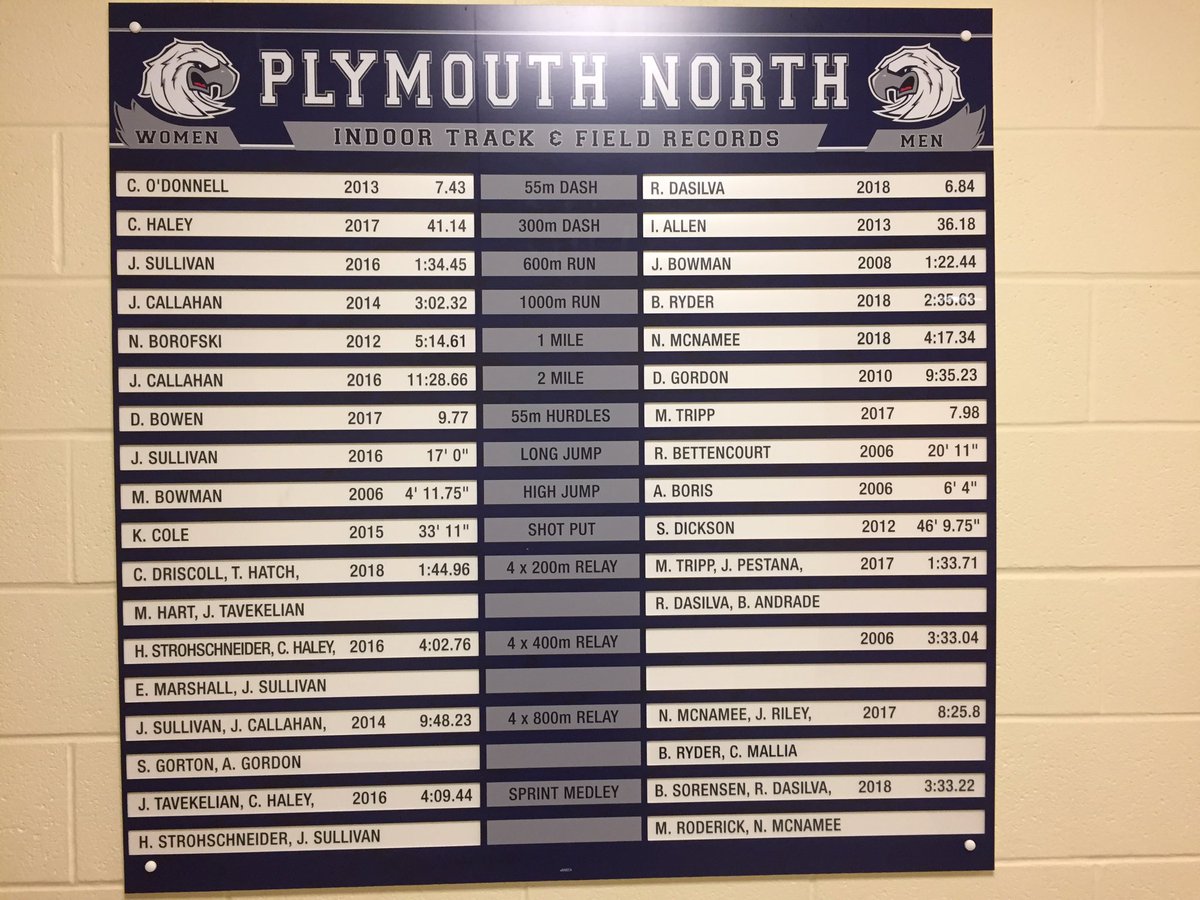 PLYMOUTH NORTH
WOMEN INDOOR TRACK & FIELD RECORDS MEN
C. O'DONNELL 2013 7.43 55m DASH R. DASILVA 2018 6.84
C. HALEY 2017 41.14 300m DASH I. ALLEN 2013 36.18
J. SULLIVAN 2016 1:34.45 600m RUN J. BOWMAN 2008 1:22.44
J. CALLAHAN 2014 3:02.32 1000m RUN B. RYDER 2018 2:35.63
N. BOROFSKI 2012 5:14.61 1 MILE N. MCNAMEE 2018 4:17.34
J. CALLAHAN 2016 11:28.66 2 MILE D. GORDON 2010 9:35.23
D. BOWEN 2017 9.77 55m HURDLES M. TRIPP 2017 7.98
J. SULLIVAN 2016 17' 0" LONG JUMP R. BETTENCOURT 2006 20' 11"
M. BOWMAN 2006 4' 11.75" HIGH JUMP A. BORIS 2006 6' 4"
K. COLE 2015 33' 11" SHOT PUT S. DICKSON 2012 46' 9.75"
C. DRISCOLL, T. HATCH, 2018 1:44.96 4 x 200m RELAY M. TRIPP, J. PESTANA, 2017 1:33.71
M. HART, J. TAVEKELIAN R. DASILVA, B. ANDRADE
H. STROHSCHNEIDER, C. HALEY, 2016 4:02.76 4 x 400m RELAY 2006 3:33.04
E. MARSHALL, J. SULLIVAN
J. SULLIVAN, J. CALLAHAN, 2014 9:48.23 4 x 800m RELAY N. MCNAMEE, J. RILEY, 2017 8:25.8
S. GORTON, A. GORDON B. RYDER, C. MALLIA
J. TAVEKELIAN, C. HALEY, 2016 4:09.44 SPRINT MEDLEY B. SORENSEN, R. DASILVA, 2018 3:33.22
H. STROHSCHNEIDER, J. SULLIVAN M. RODERICK, N. MCNAMEE